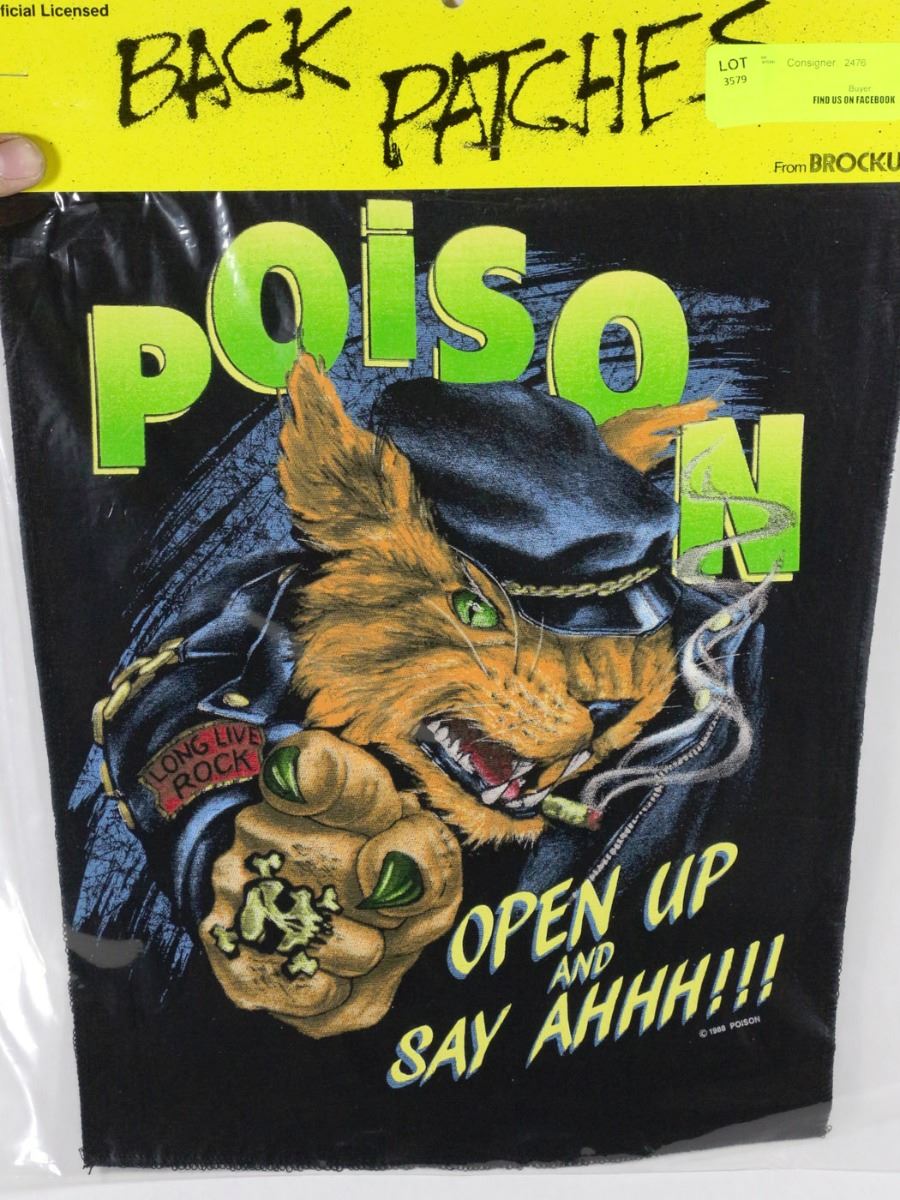 ficial Licensed
BACK
PATCHES
LOT
3579
Consigner: 2476
Buyer
FIND US ON FACEBOOK
From BROCKU
POiSON
LONG LIVE
ROCK
OPEN UP
AND
SAY AHHH!!!
© 1988 POISON